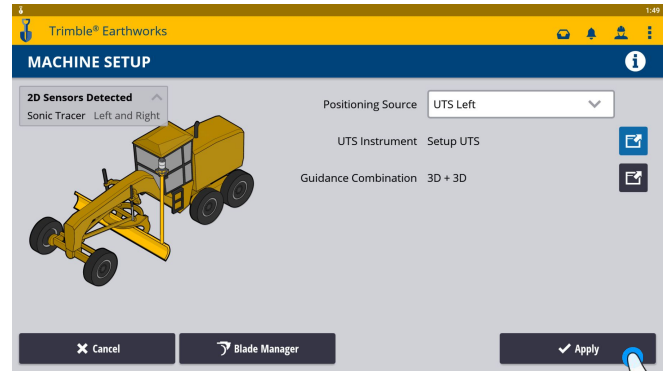 1:49
Trimble® Earthworks
MACHINE SETUP
2D Sensors Detected
Sonic Tracer Left and Right
Positioning Source UTS Left
UTS Instrument Setup UTS
Guidance Combination 3D + 3D
Cancel Blade Manager Apply